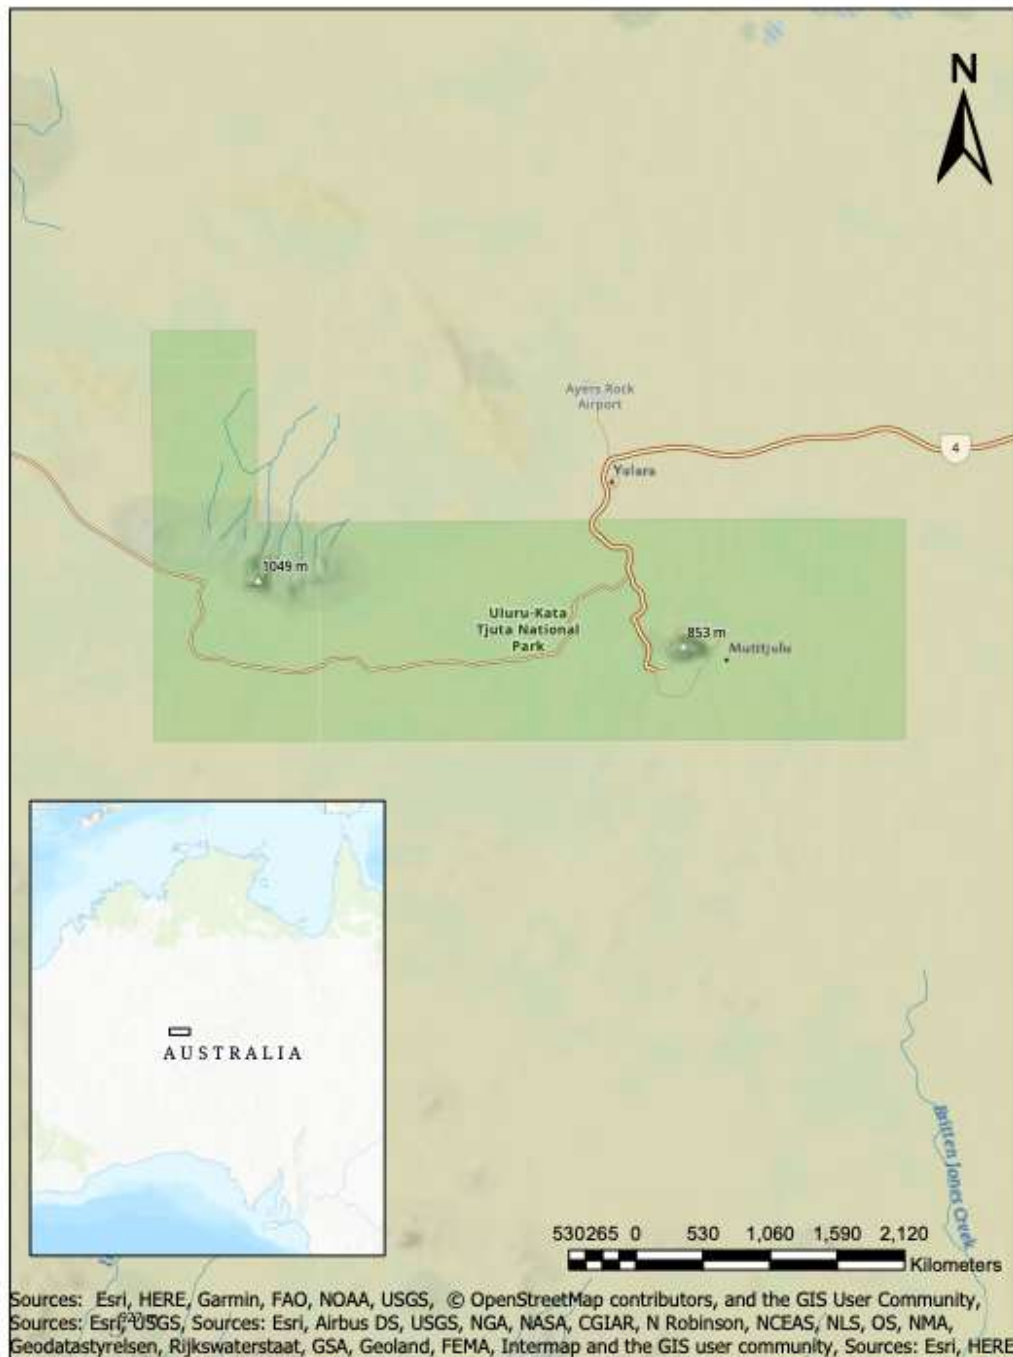 N
Ayers Rock
Airport
4
Yulara
1049 m
Uluru-Kata
Tjuta National
Park
853 m
Mutitjulu
AUSTRALIA
Britten Jones Creek
530265 0 530 1,060 1,590 2,120
Kilometers
Sources: Esri, HERE, Garmin, FAO, NOAA, USGS, © OpenStreetMap contributors, and the GIS User Community,
Sources: Esri, USGS, Sources: Esri, Airbus DS, USGS, NGA, NASA, CGIAR, N Robinson, NCEAS, NLS, OS, NMA,
Geodatastyrelsen, Rijkswaterstaat, GSA, Geoland, FEMA, Intermap and the GIS user community, Sources: Esri, HERE